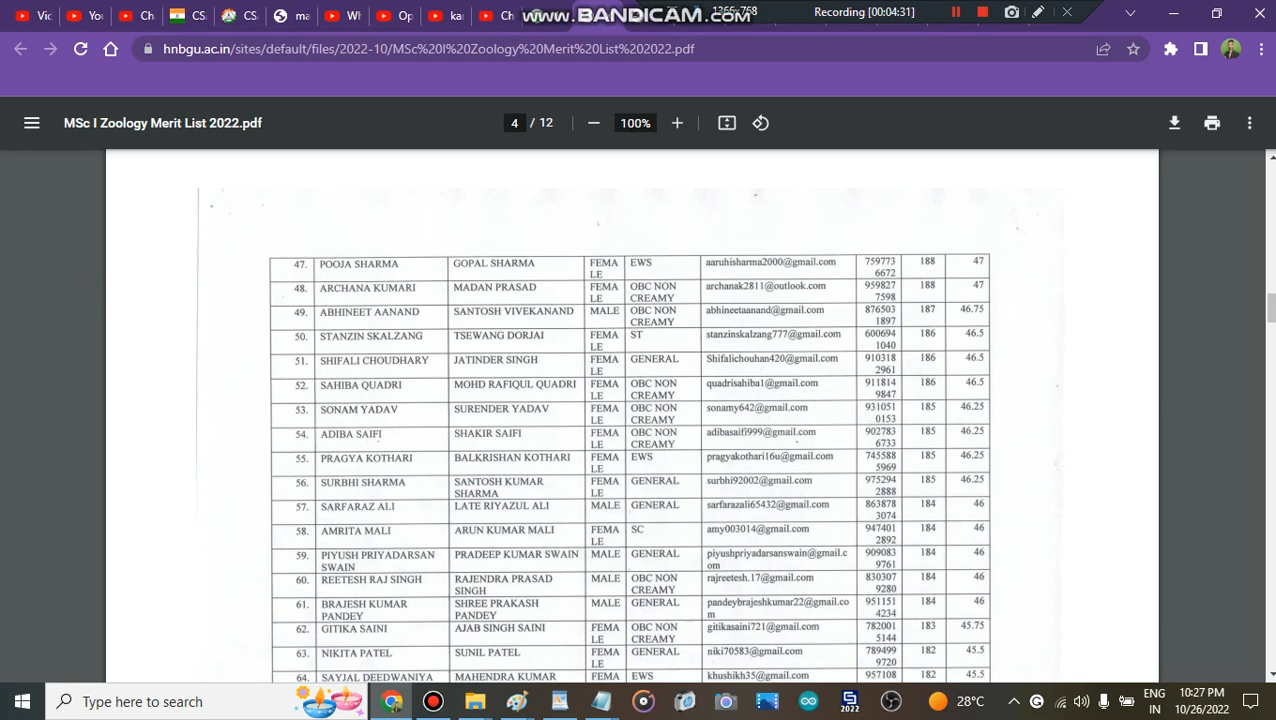 Vid You Ch CS CS ma Wh Op ka Ch www.BANDICAM.com 1366x768 Recording [00:04:31]
hnbgu.ac.in/sites/default/files/2022-10/MSc%20I%20Zoology%20Merit%20List%202022.pdf
MSc I Zoology Merit List 2022.pdf 4 / 12 100%
47. POOJA SHARMA GOPAL SHARMA FEMA EWS aaruhisharma2000@gmail.com 759773 188 47
LE 6672
48. ARCHANA KUMARI MADAN PRASAD FEMA OBC NON archanak2811@outlook.com 959827 188 47
LE CREAMY 7598
49. ABHINEET AANAND SANTOSH VIVEKANAND MALE OBC NON abhineetaanand@gmail.com 876503 187 46.75
CREAMY 1897
50. STANZIN SKALZANG TSEWANG DORJAI FEMA ST stanzinskalzang777@gmail.com 600694 186 46.5
LE 1040
51. SHIFALI CHOUDHARY JATINDER SINGH FEMA GENERAL Shifalichouhan420@gmail.com 910318 186 46.5
LE 2961
52. SAHIBA QUADRI MOHD RAFIQUL QUADRI FEMA OBC NON quadrisahiba1@gmail.com 911814 186 46.5
LE CREAMY 9847
53. SONAM YADAV SURENDER YADAV FEMA OBC NON sonamy642@gmail.com 931051 185 46.25
LE CREAMY 0153
54. ADIBA SAIFI SHAKIR SAIFI FEMA OBC NON adibasaifi999@gmail.com 902783 185 46.25
LE CREAMY 6733
55. PRAGYA KOTHARI BALKRISHAN KOTHARI FEMA EWS pragyakothari16u@gmail.com 745588 185 46.25
LE 5969
56. SURBHI SHARMA SANTOSH KUMAR FEMA GENERAL surbhi92002@gmail.com 975294 185 46.25
SHARMA LE 2888
57. SARFARAZ ALI LATE RIYAZUL ALI MALE GENERAL sarfarazali65432@gmail.com 863878 184 46
3074
58. AMRITA MALI ARUN KUMAR MALI FEMA SC amy003014@gmail.com 947401 184 46
LE 2892
59. PIYUSH PRIYADARSAN PRADEEP KUMAR SWAIN MALE GENERAL piyushpriyadarsanswain@gmail.c 909083 184 46
SWAIN om 9761
60. REETESH RAJ SINGH RAJENDRA PRASAD MALE OBC NON rajreetesh.17@gmail.com 830307 184 46
SINGH CREAMY 9280
61. BRAJESH KUMAR SHREE PRAKASH MALE GENERAL pandeybrajeshkumar22@gmail.co 951151 184 46
PANDEY PANDEY m 4234
62. GITIKA SAINI AJAB SINGH SAINI FEMA OBC NON gitikasaini721@gmail.com 782001 183 45.75
LE CREAMY 5144
63. NIKITA PATEL SUNIL PATEL FEMA GENERAL niki70583@gmail.com 789499 182 45.5
LE 9720
64. SAYJAL DEEDWANIYA MAHENDRA KUMAR FEMA EWS khushikh35@gmail.com 957108 182 45.5
Type here to search 28°C ENG 10:27 PM
IN 10/26/2022